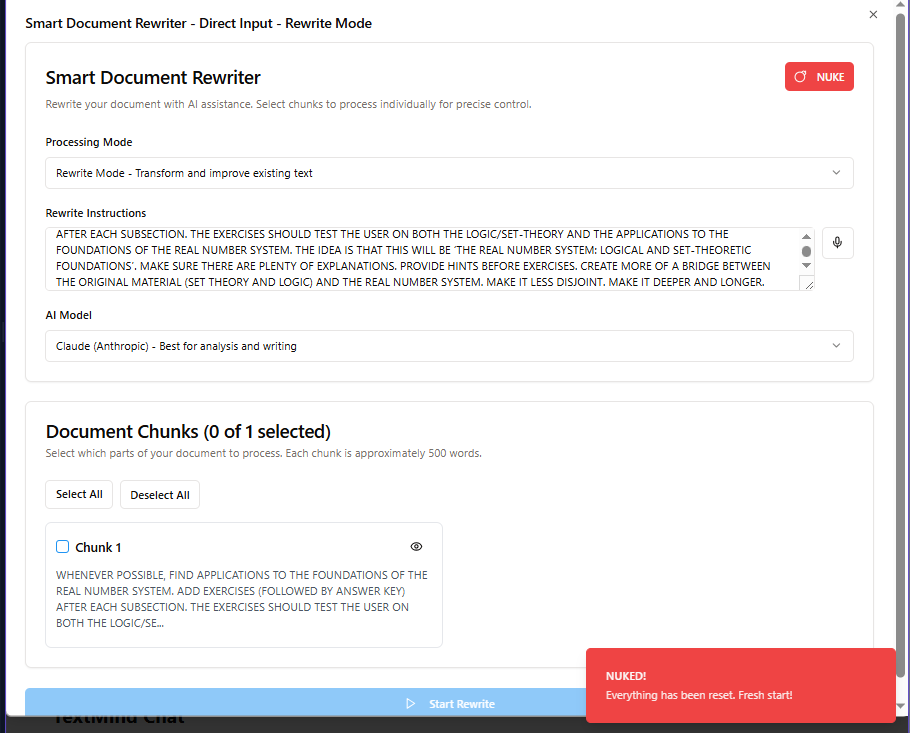 Smart Document Rewriter - Direct Input - Rewrite Mode
Smart Document Rewriter
NUKE
Rewrite your document with AI assistance. Select chunks to process individually for precise control.
Processing Mode
Rewrite Mode - Transform and improve existing text
Rewrite Instructions
AFTER EACH SUBSECTION. THE EXERCISES SHOULD TEST THE USER ON BOTH THE LOGIC/SET-THEORY AND THE APPLICATIONS TO THE
FOUNDATIONS OF THE REAL NUMBER SYSTEM. THE IDEA IS THAT THIS WILL BE 'THE REAL NUMBER SYSTEM: LOGICAL AND SET-THEORETIC
FOUNDATIONS'. MAKE SURE THERE ARE PLENTY OF EXPLANATIONS. PROVIDE HINTS BEFORE EXERCISES. CREATE MORE OF A BRIDGE BETWEEN
THE ORIGINAL MATERIAL (SET THEORY AND LOGIC) AND THE REAL NUMBER SYSTEM. MAKE IT LESS DISJOINT. MAKE IT DEEPER AND LONGER.
AI Model
Claude (Anthropic) - Best for analysis and writing
Document Chunks (0 of 1 selected)
Select which parts of your document to process. Each chunk is approximately 500 words.
Select All
Deselect All
Chunk 1
WHENEVER POSSIBLE, FIND APPLICATIONS TO THE FOUNDATIONS OF THE
REAL NUMBER SYSTEM. ADD EXERCISES (FOLLOWED BY ANSWER KEY)
AFTER EACH SUBSECTION. THE EXERCISES SHOULD TEST THE USER ON
BOTH THE LOGIC/SE...
NUKED!
Everything has been reset. Fresh start!
Start Rewrite
TextMind Chat